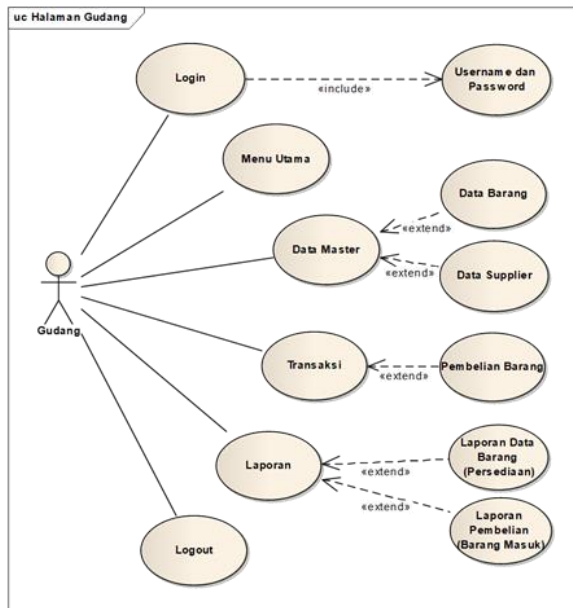 uc Halaman Gudang
Login
«include»
Username dan
Password
Menu Utama
Data Barang
«extend»
Data Master
Data Supplier
«extend»
Gudang
Transaksi
Pembelian Barang
«extend»
Laporan Data
Barang
(Persediaan)
Laporan
«extend»
«extend»
Laporan
Pembelian
(Barang Masuk)
Logout